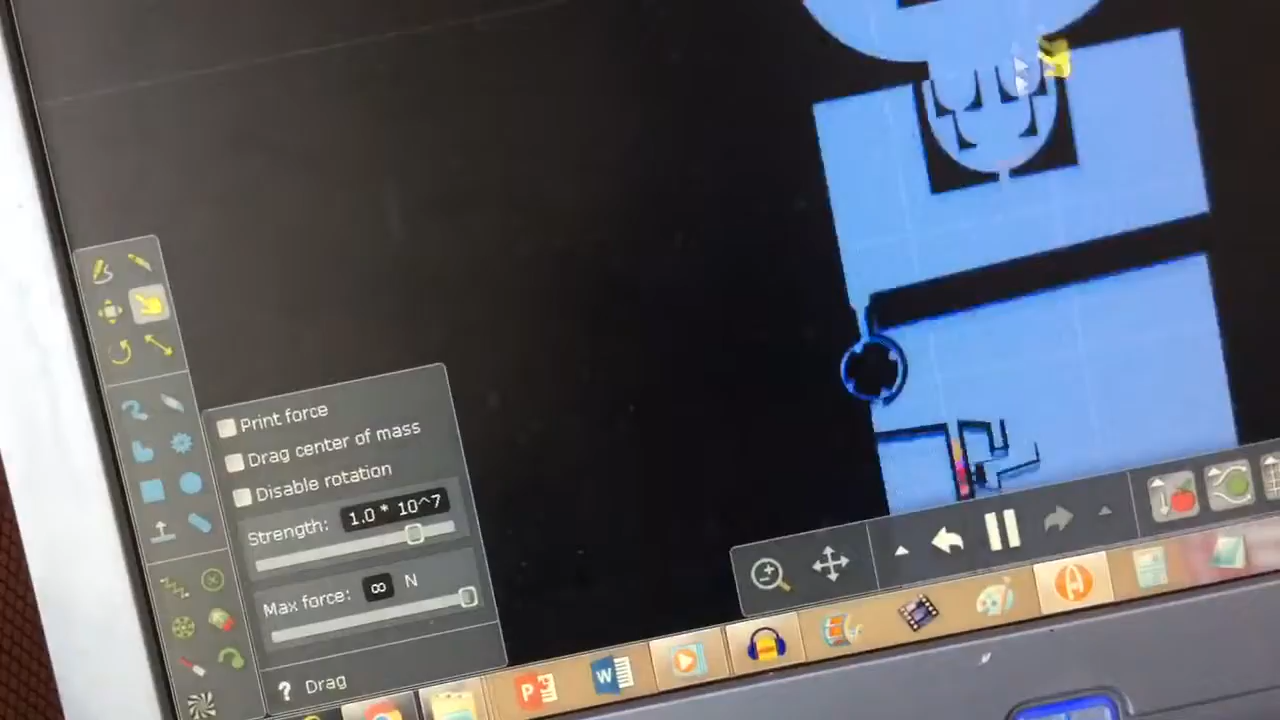 Print force
Drag center of mass
Disable rotation
Strength: 1.0 * 10^7
Max force: ∞ N
? Drag